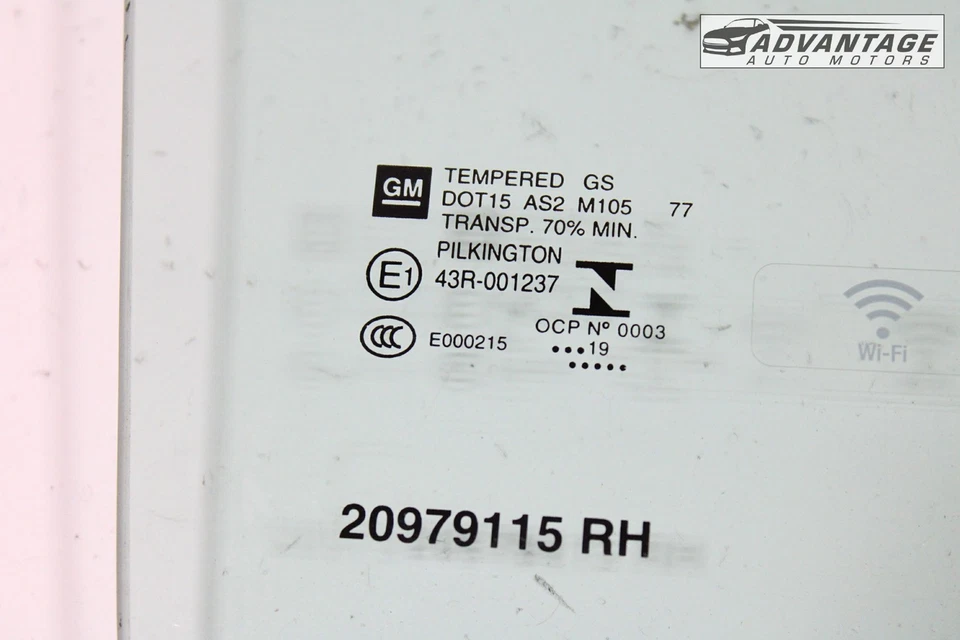 ADVANTAGE
AUTO MOTORS
GM
TEMPERED GS
DOT15 AS2 M105 77
TRANSP. 70% MIN.
PILKINGTON
E1
43R-001237
CCC
E000215
OCP Nº 0003
•••19
•••••
Wi-Fi
20979115 RH